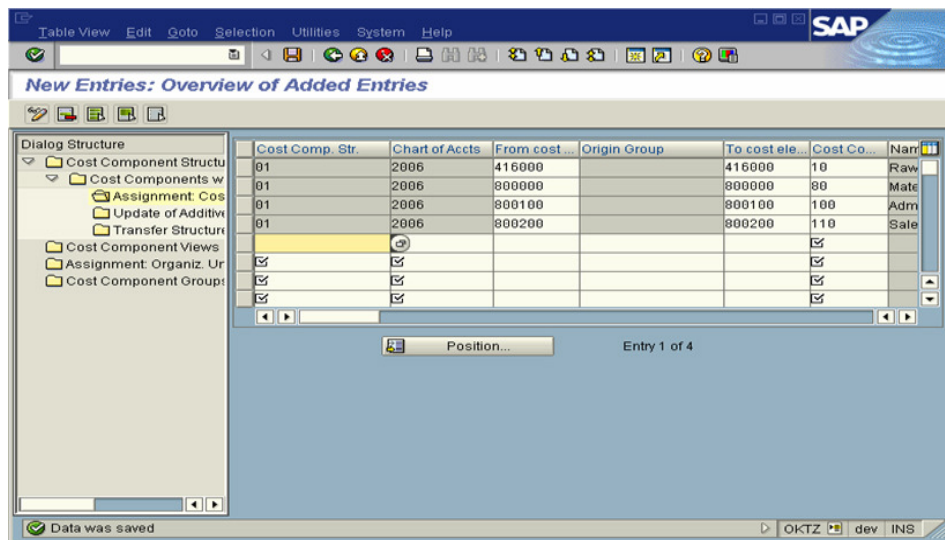 Table View Edit Goto Selection Utilities System Help
SAP
New Entries: Overview of Added Entries
Dialog Structure
Cost Component Structu
Cost Components w
Assignment: Cos
Update of Additive
Transfer Structure
Cost Component Views
Assignment: Organiz. Un
Cost Component Groups
Cost Comp. Str. Chart of Accts From cost ... Origin Group To cost ele... Cost Co... Nam
01 2006 416000 416000 10 Raw
01 2006 800000 800000 80 Mate
01 2006 800100 800100 100 Adm
01 2006 800200 800200 110 Sale
Position... Entry 1 of 4
Data was saved OKTZ dev INS